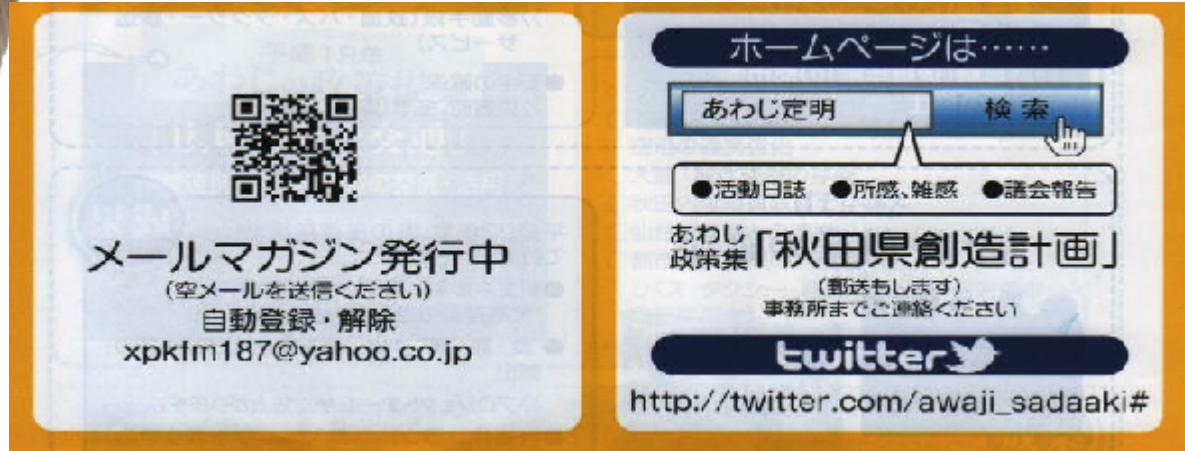 メールマガジン発行中
(空メールを送信ください)
自動登録・解除
xpkfm187@yahoo.co.jp
ホームページは……
あわじ定明 検索
●活動日誌 ●所感、雑感 ●議会報告
あわじ政策集「秋田県創造計画」
(郵送もします)
事務所までご連絡ください
twitter
http://twitter.com/awaji_sadaaki#